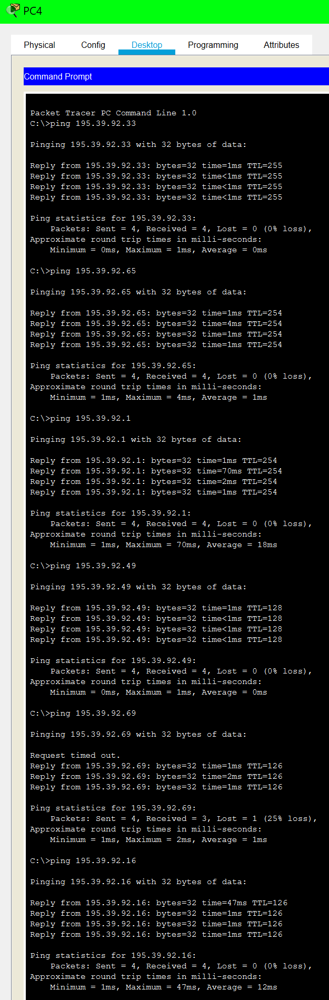 PC4
Physical Config Desktop Programming Attributes
Command Prompt
Packet Tracer PC Command Line 1.0
C:\>ping 195.39.92.33
Pinging 195.39.92.33 with 32 bytes of data:
Reply from 195.39.92.33: bytes=32 time=1ms TTL=255
Reply from 195.39.92.33: bytes=32 time<1ms TTL=255
Reply from 195.39.92.33: bytes=32 time<1ms TTL=255
Reply from 195.39.92.33: bytes=32 time<1ms TTL=255
Ping statistics for 195.39.92.33:
Packets: Sent = 4, Received = 4, Lost = 0 (0% loss),
Approximate round trip times in milli-seconds:
Minimum = 0ms, Maximum = 1ms, Average = 0ms
C:\>ping 195.39.92.65
Pinging 195.39.92.65 with 32 bytes of data:
Reply from 195.39.92.65: bytes=32 time=1ms TTL=254
Reply from 195.39.92.65: bytes=32 time=4ms TTL=254
Reply from 195.39.92.65: bytes=32 time=1ms TTL=254
Reply from 195.39.92.65: bytes=32 time=1ms TTL=254
Ping statistics for 195.39.92.65:
Packets: Sent = 4, Received = 4, Lost = 0 (0% loss),
Approximate round trip times in milli-seconds:
Minimum = 1ms, Maximum = 4ms, Average = 1ms
C:\>ping 195.39.92.1
Pinging 195.39.92.1 with 32 bytes of data:
Reply from 195.39.92.1: bytes=32 time=1ms TTL=254
Reply from 195.39.92.1: bytes=32 time=70ms TTL=254
Reply from 195.39.92.1: bytes=32 time=2ms TTL=254
Reply from 195.39.92.1: bytes=32 time=1ms TTL=254
Ping statistics for 195.39.92.1:
Packets: Sent = 4, Received = 4, Lost = 0 (0% loss),
Approximate round trip times in milli-seconds:
Minimum = 1ms, Maximum = 70ms, Average = 18ms
C:\>ping 195.39.92.49
Pinging 195.39.92.49 with 32 bytes of data:
Reply from 195.39.92.49: bytes=32 time=1ms TTL=128
Reply from 195.39.92.49: bytes=32 time<1ms TTL=128
Reply from 195.39.92.49: bytes=32 time<1ms TTL=128
Reply from 195.39.92.49: bytes=32 time<1ms TTL=128
Ping statistics for 195.39.92.49:
Packets: Sent = 4, Received = 4, Lost = 0 (0% loss),
Approximate round trip times in milli-seconds:
Minimum = 0ms, Maximum = 1ms, Average = 0ms
C:\>ping 195.39.92.69
Pinging 195.39.92.69 with 32 bytes of data:
Request timed out.
Reply from 195.39.92.69: bytes=32 time=1ms TTL=126
Reply from 195.39.92.69: bytes=32 time=2ms TTL=126
Reply from 195.39.92.69: bytes=32 time=1ms TTL=126
Ping statistics for 195.39.92.69:
Packets: Sent = 4, Received = 3, Lost = 1 (25% loss),
Approximate round trip times in milli-seconds:
Minimum = 1ms, Maximum = 2ms, Average = 1ms
C:\>ping 195.39.92.16
Pinging 195.39.92.16 with 32 bytes of data:
Reply from 195.39.92.16: bytes=32 time=47ms TTL=126
Reply from 195.39.92.16: bytes=32 time=1ms TTL=126
Reply from 195.39.92.16: bytes=32 time=1ms TTL=126
Reply from 195.39.92.16: bytes=32 time=1ms TTL=126
Ping statistics for 195.39.92.16:
Packets: Sent = 4, Received = 4, Lost = 0 (0% loss),
Approximate round trip times in milli-seconds:
Minimum = 1ms, Maximum = 47ms, Average = 12ms